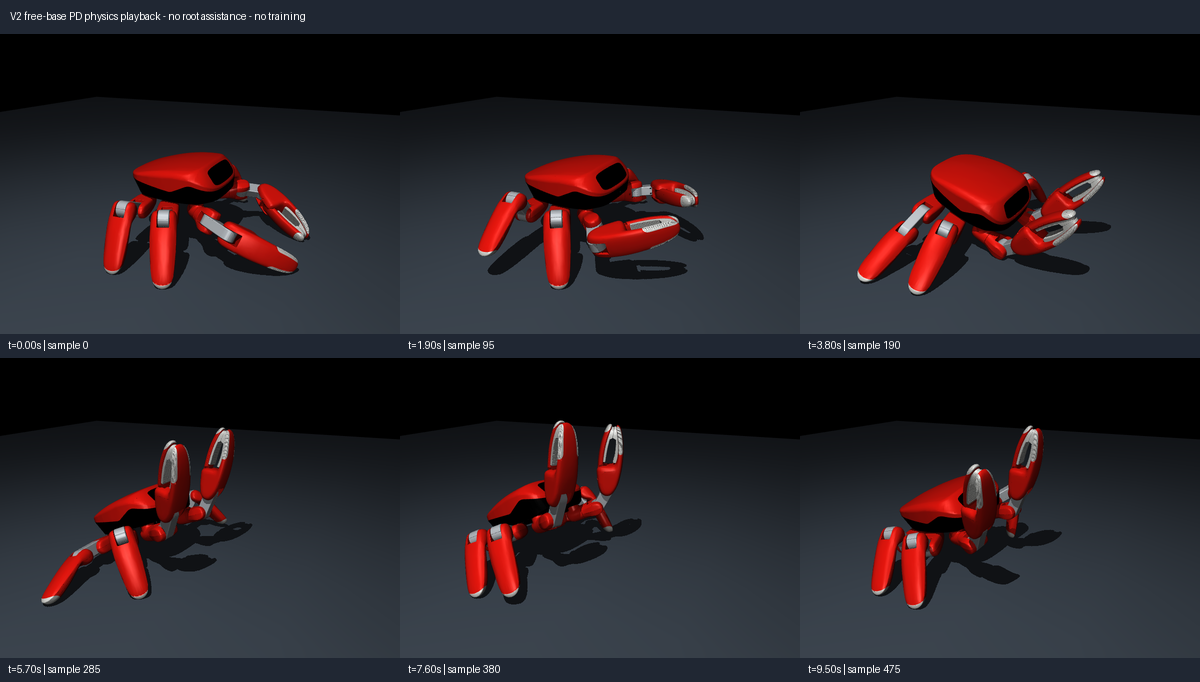 V2 free-base PD physics playback - no root assistance - no training
t=0.00s | sample 0
t=1.90s | sample 95
t=3.80s | sample 190
t=5.70s | sample 285
t=7.60s | sample 380
t=9.50s | sample 475